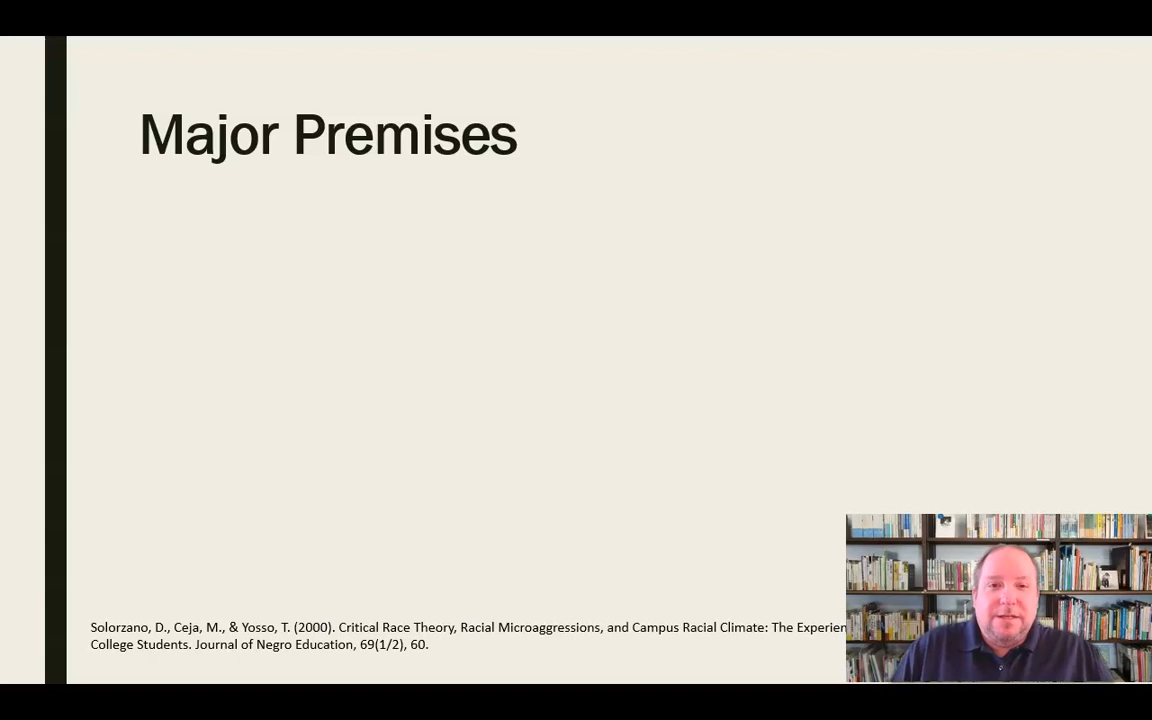 Major Premises
Solorzano, D., Ceja, M., & Yosso, T. (2000). Critical Race Theory, Racial Microaggressions, and Campus Racial Climate: The Experien
College Students. Journal of Negro Education, 69(1/2), 60.